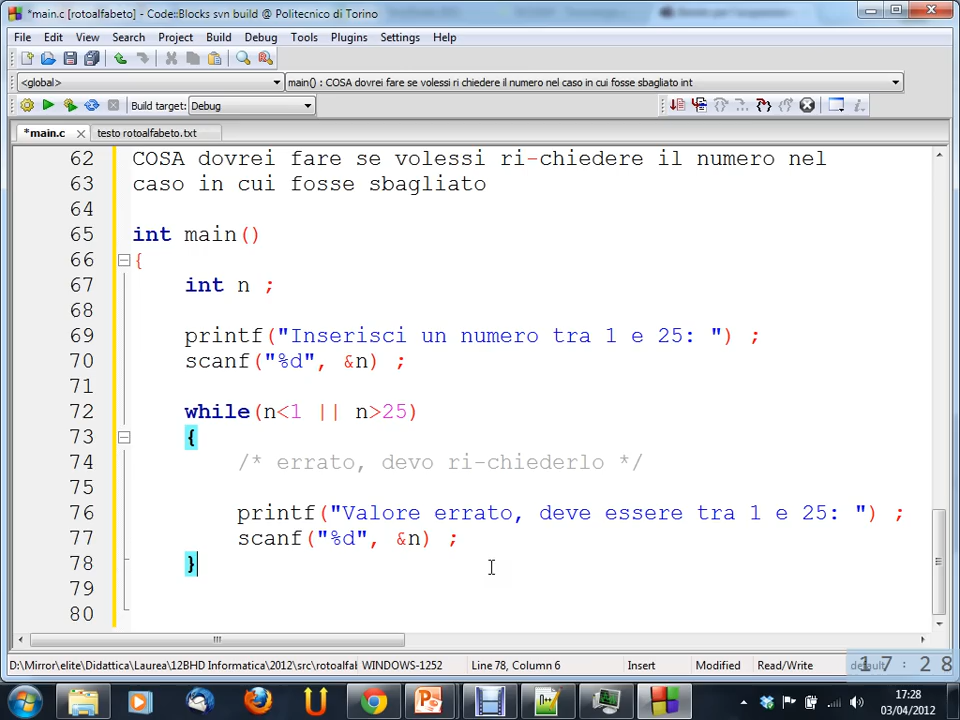 *main.c [rotoalfabeto] - Code::Blocks svn build @ Politecnico di Torino
File Edit View Search Project Build Debug Tools Plugins Settings Help
<global> main() : COSA dovrei fare se volessi ri chiedere il numero nel caso in cui fosse sbagliato int
Build target: Debug
*main.c testo rotoalfabeto.txt
62 COSA dovrei fare se volessi ri-chiedere il numero nel
63 caso in cui fosse sbagliato
64
65 int main()
66 {
67 int n ;
68
69 printf("Inserisci un numero tra 1 e 25: ") ;
70 scanf("%d", &n) ;
71
72 while(n<1 || n>25)
73 {
74 /* errato, devo ri-chiederlo */
75
76 printf("Valore errato, deve essere tra 1 e 25: ") ;
77 scanf("%d", &n) ;
78 }
79
80
D:\Mirror\elite\Didattica\Laurea\12BHD Informatica\2012\src\rotoalfab WINDOWS-1252 Line 78, Column 6 Insert Modified Read/Write default
17:28
17:28
03/04/2012